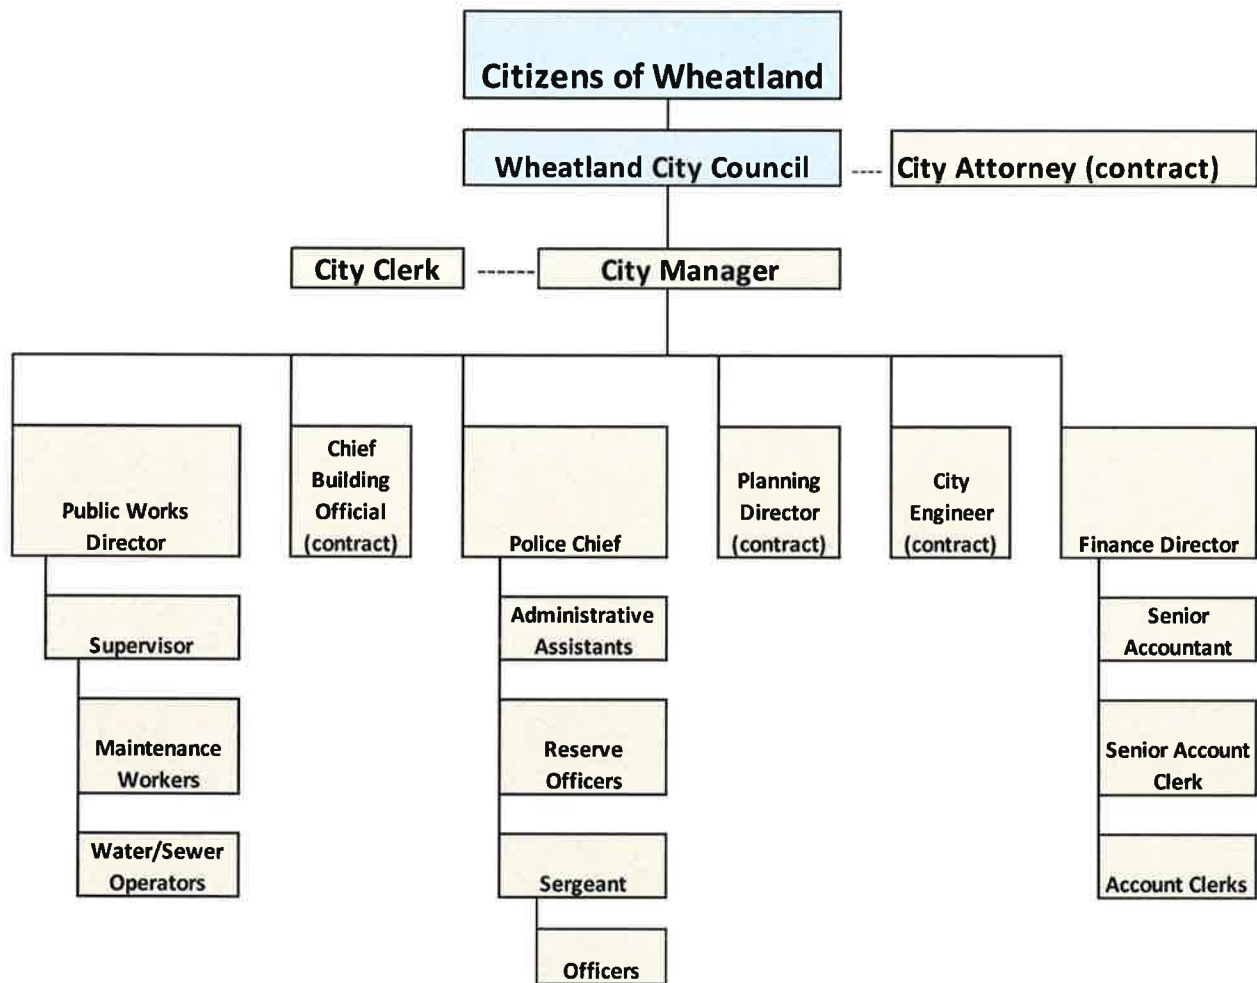 Citizens of Wheatland
Wheatland City Council ---- City Attorney (contract)
City Clerk ------ City Manager
Public Works
Director
Chief
Building
Official
(contract)
Police Chief
Planning
Director
(contract)
City
Engineer
(contract)
Finance Director
Supervisor
Maintenance
Workers
Water/Sewer
Operators
Administrative
Assistants
Reserve
Officers
Sergeant
Officers
Senior
Accountant
Senior Account
Clerk
Account Clerks